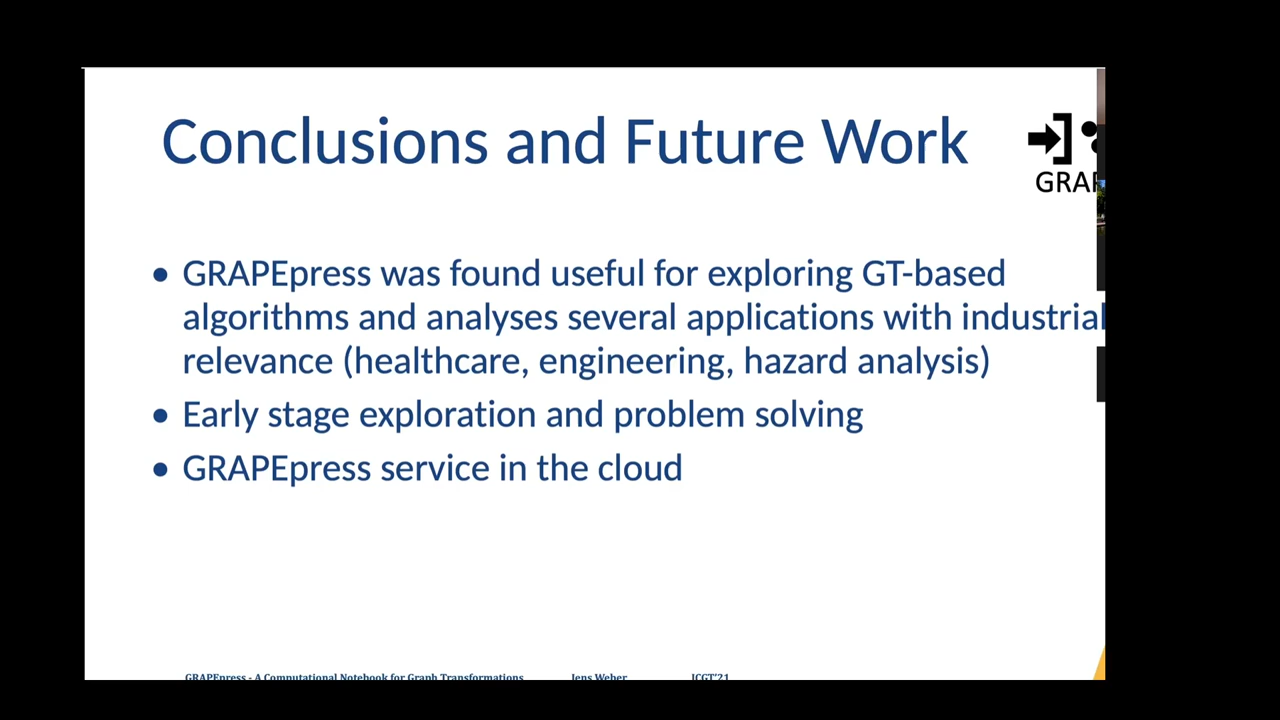 Conclusions and Future Work
GRAP
• GRAPEpress was found useful for exploring GT-based
algorithms and analyses several applications with industrial
relevance (healthcare, engineering, hazard analysis)
• Early stage exploration and problem solving
• GRAPEpress service in the cloud
GRAPEpress - A Computational Notebook for Graph Transformations Jens Weber ICGT'21